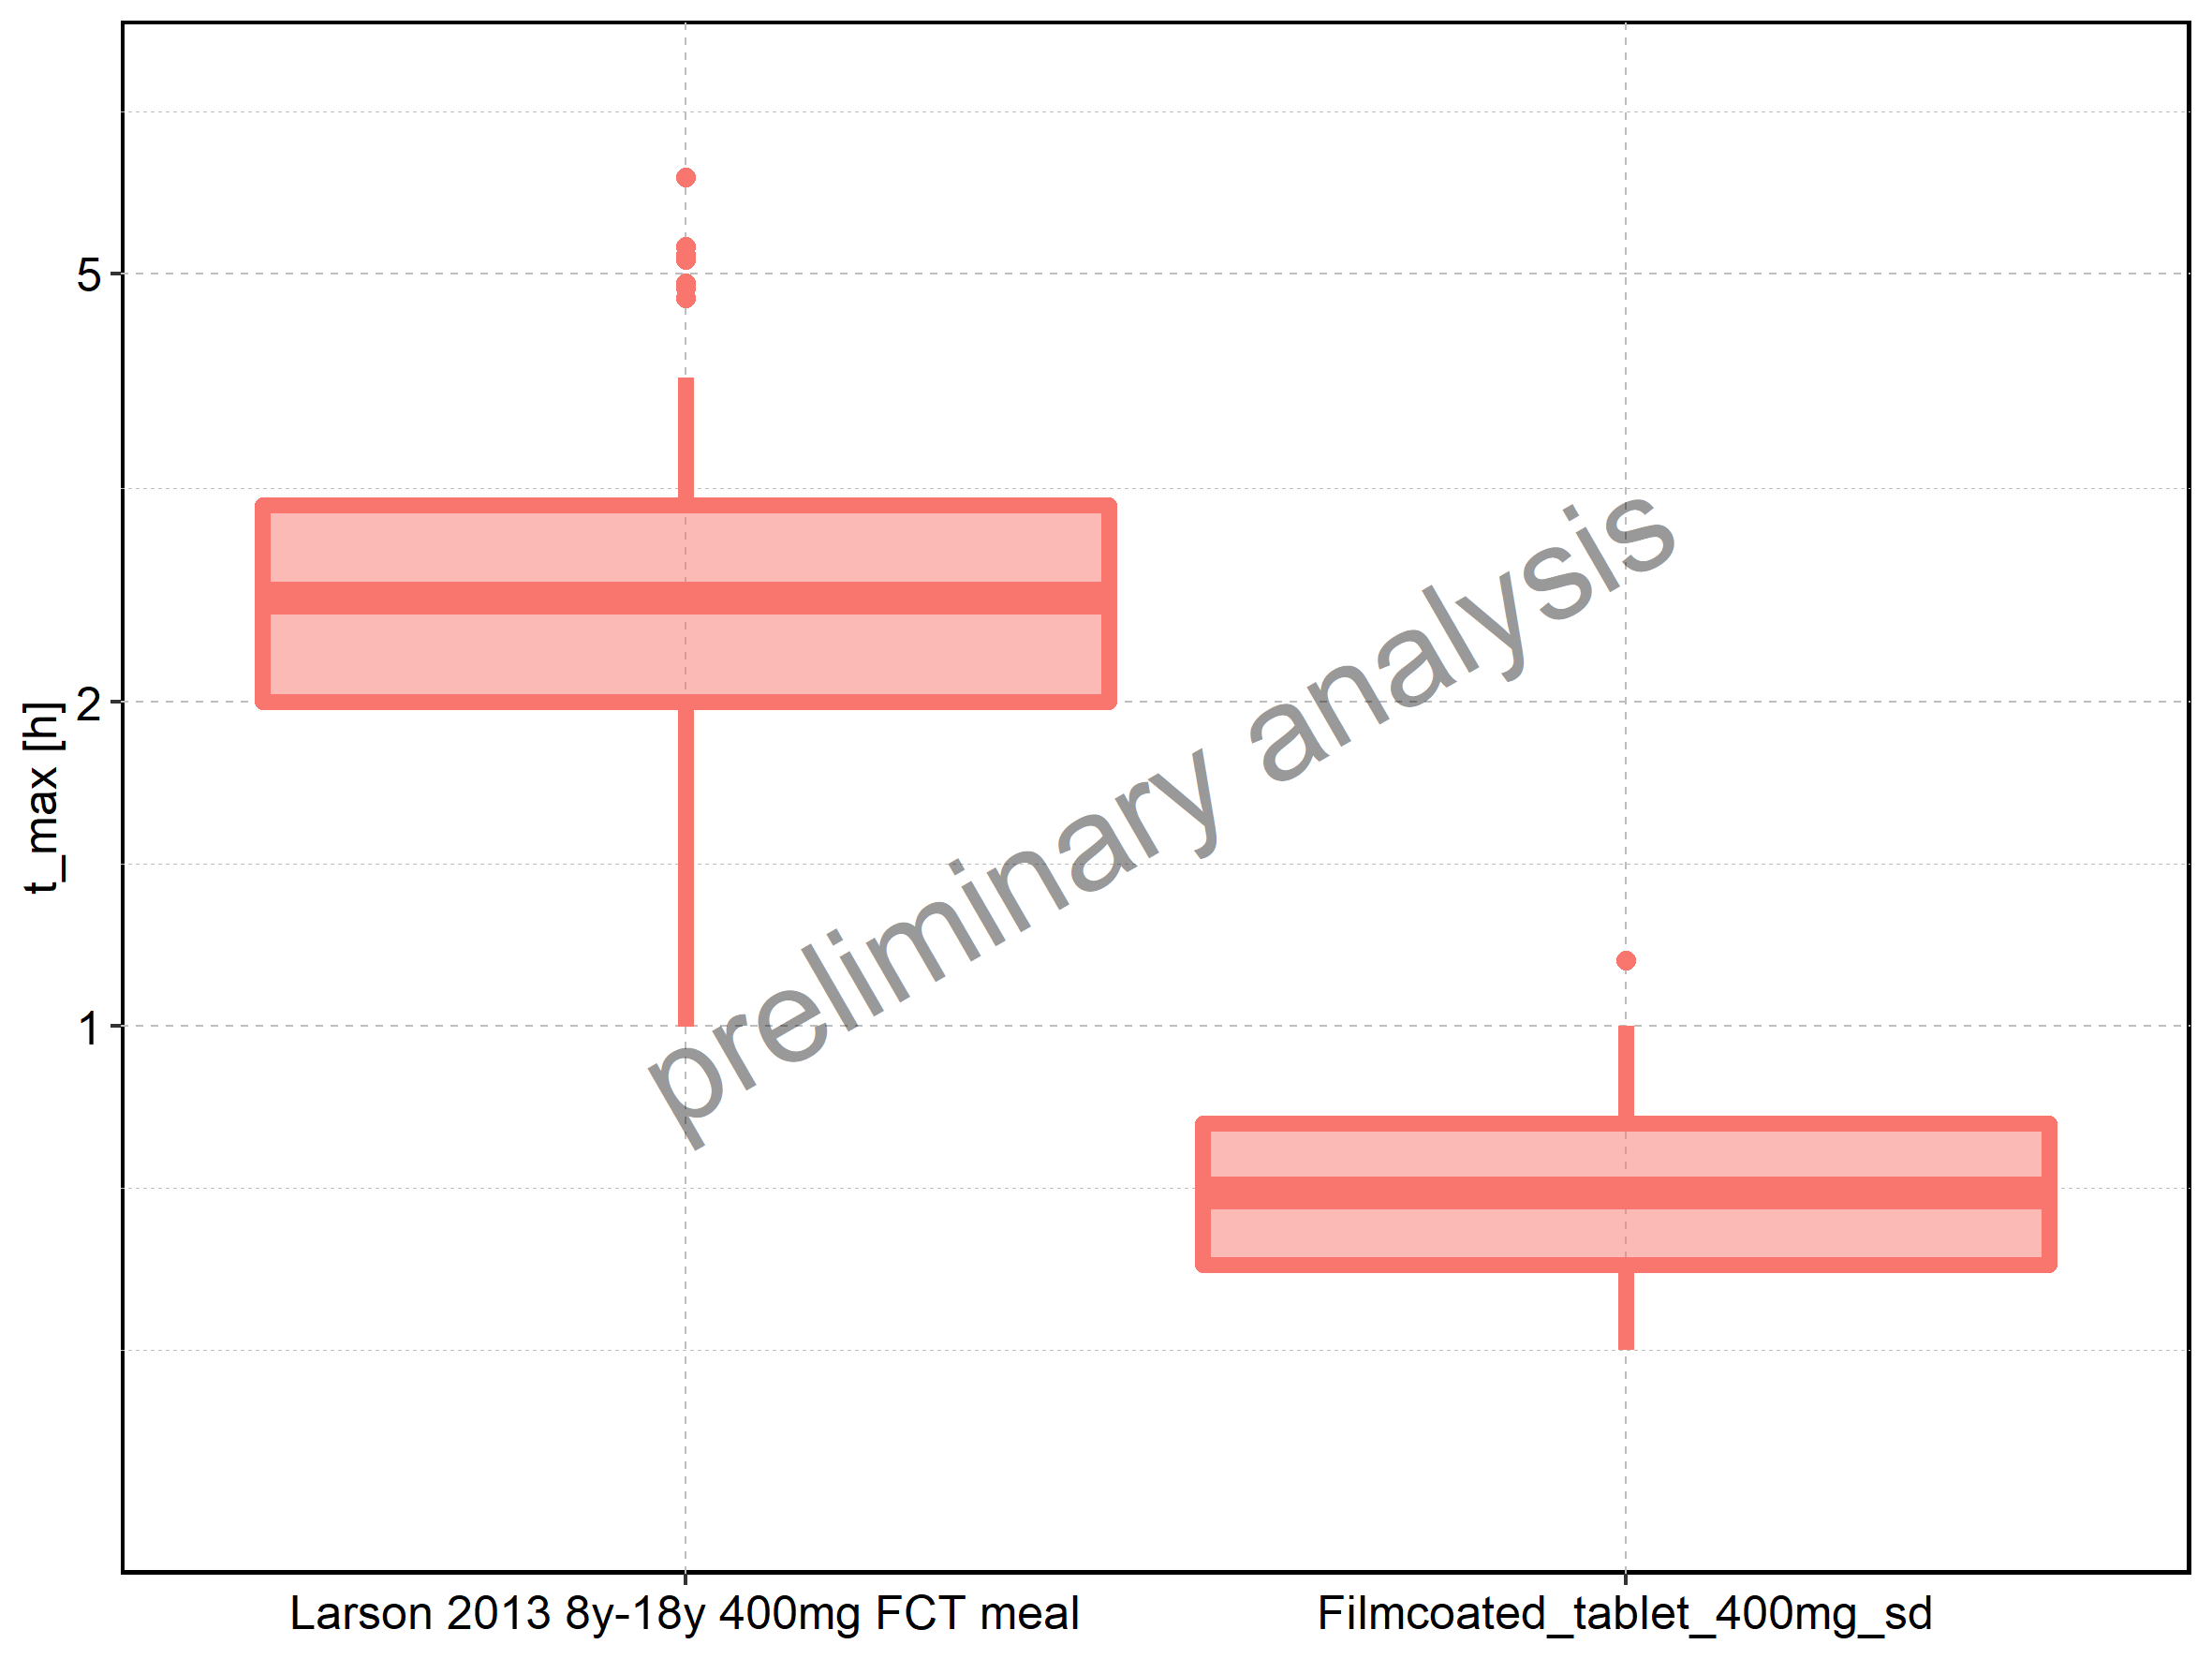 t_max [h]
5
2
1
preliminary analysis
Larson 2013 8y-18y 400mg FCT meal
Filmcoated_tablet_400mg_sd